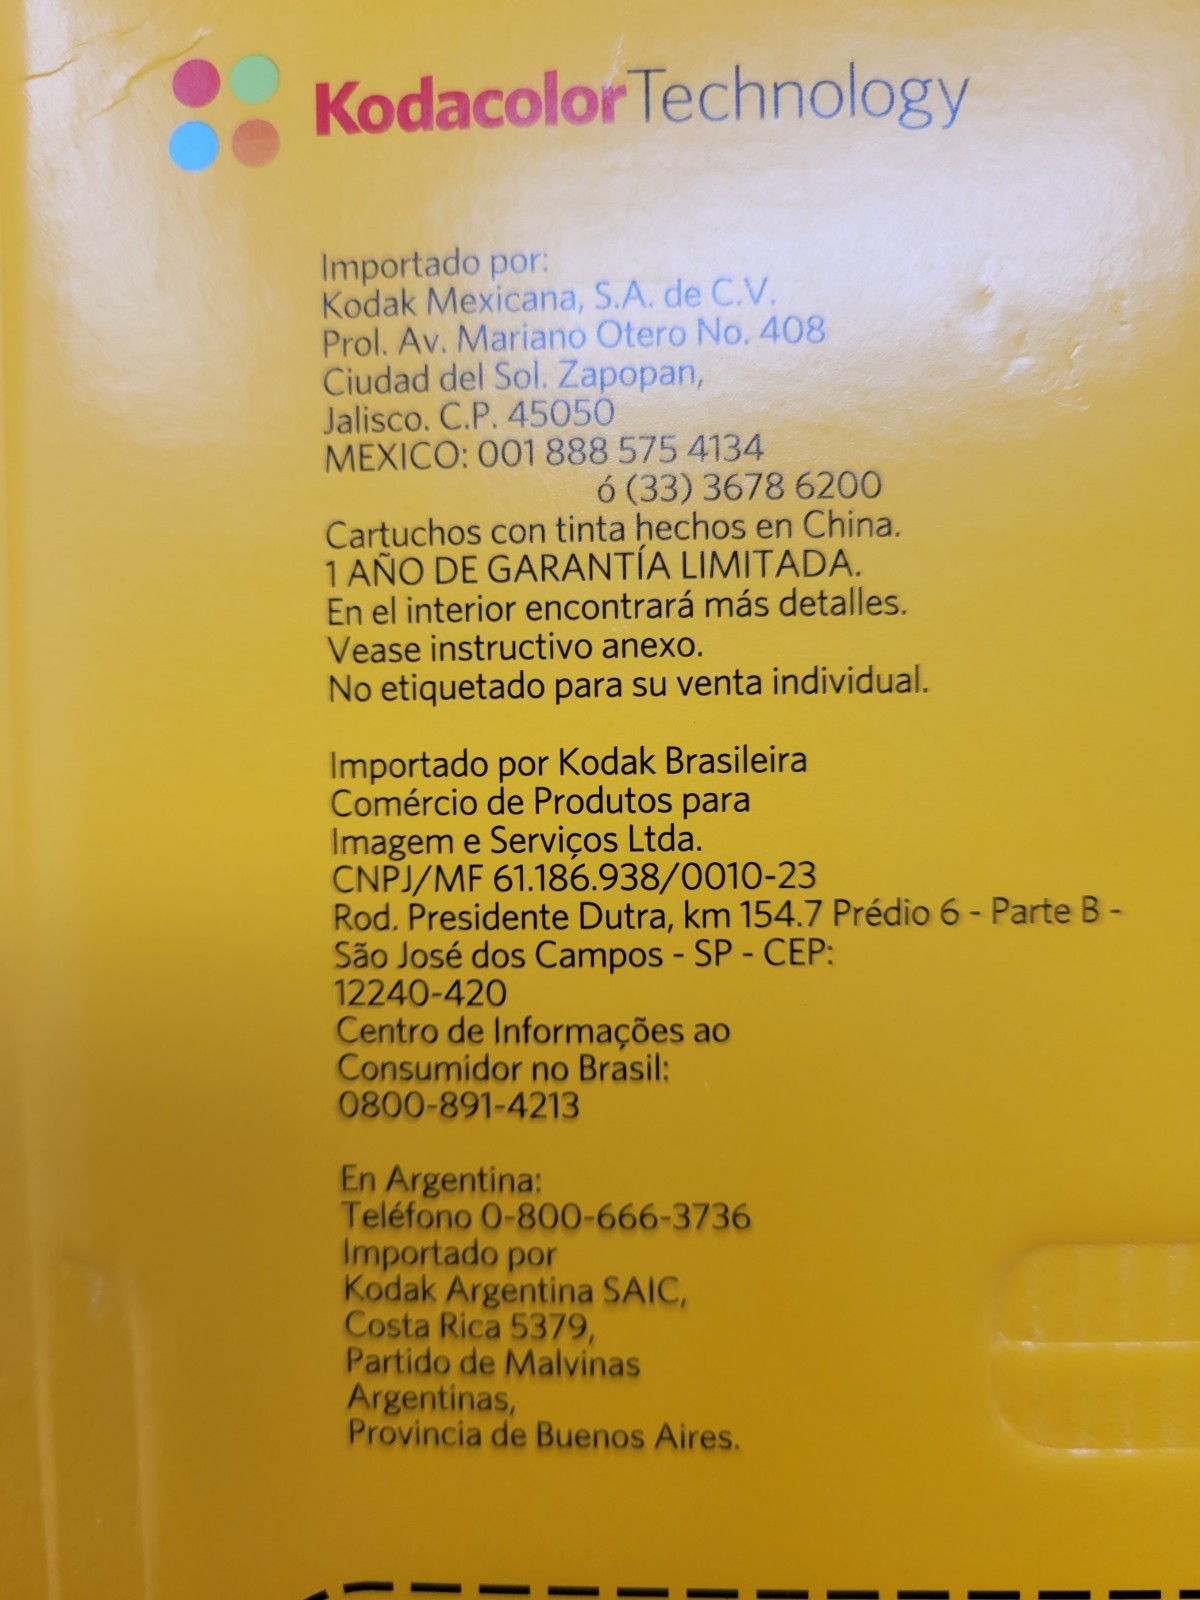 Kodacolor Technology
Importado por:
Kodak Mexicana, S.A. de C.V.
Prol. Av. Mariano Otero No. 408
Ciudad del Sol. Zapopan,
Jalisco. C.P. 45050
MEXICO: 001 888 575 4134
ó (33) 3678 6200
Cartuchos con tinta hechos en China.
1 AÑO DE GARANTÍA LIMITADA.
En el interior encontrará más detalles.
Vease instructivo anexo.
No etiquetado para su venta individual.
Importado por Kodak Brasileira
Comércio de Produtos para
Imagem e Serviços Ltda.
CNPJ/MF 61.186.938/0010-23
Rod. Presidente Dutra, km 154.7 Prédio 6 - Parte B -
São José dos Campos - SP - CEP:
12240-420
Centro de Informações ao
Consumidor no Brasil:
0800-891-4213
En Argentina:
Teléfono 0-800-666-3736
Importado por
Kodak Argentina SAIC,
Costa Rica 5379,
Partido de Malvinas
Argentinas,
Provincia de Buenos Aires.